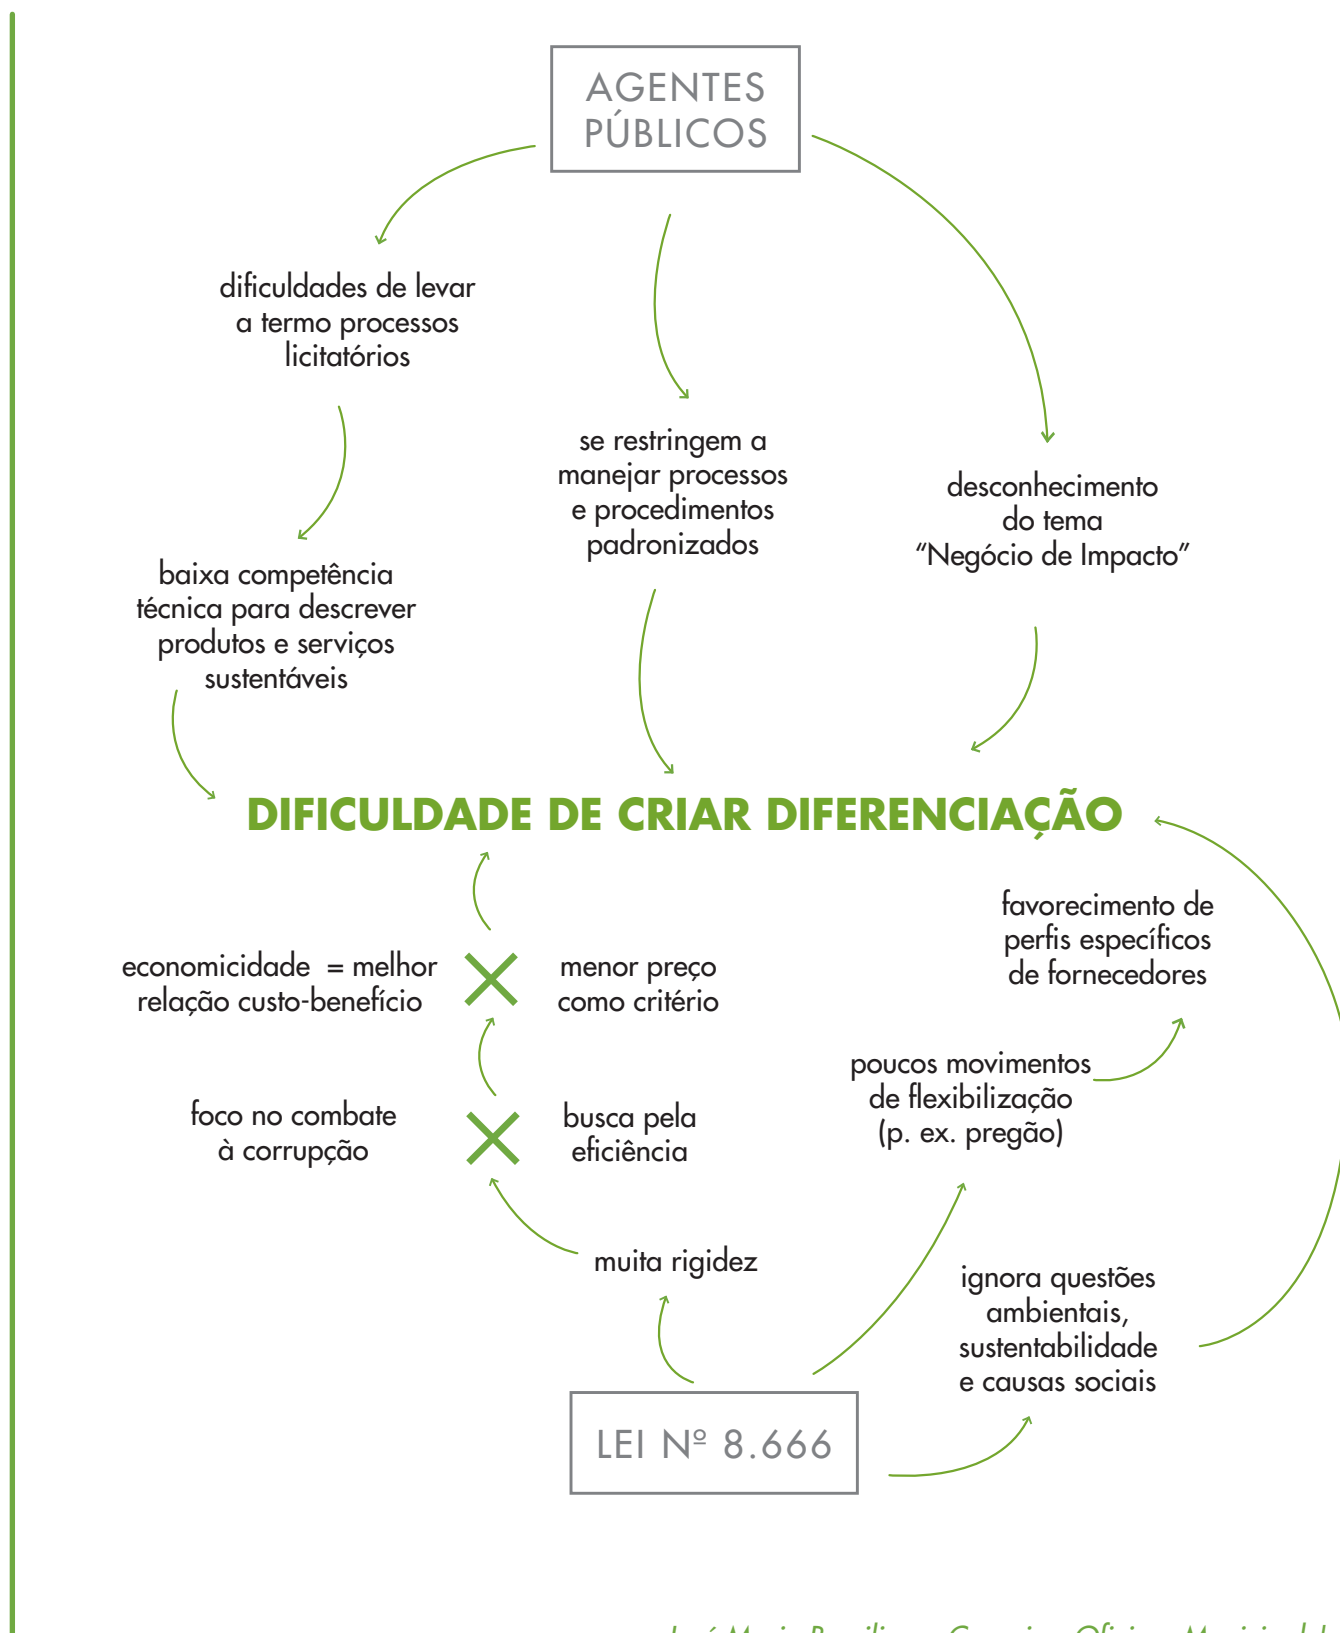 AGENTES
PÚBLICOS
dificuldades de levar
a termo processos
licitatórios
se restringem a
manejar processos
e procedimentos
padronizados
desconhecimento
do tema
“Negócio de Impacto”
baixa competência
técnica para descrever
produtos e serviços
sustentáveis
DIFICULDADE DE CRIAR DIFERENCIAÇÃO
favorecimento de
perfis específicos
de fornecedores
economicidade = melhor
relação custo-benefício
menor preço
como critério
poucos movimentos
de flexibilização
(p. ex. pregão)
foco no combate
à corrupção
busca pela
eficiência
muita rigidez
ignora questões
ambientais,
sustentabilidade
e causas sociais
LEI Nº 8.666